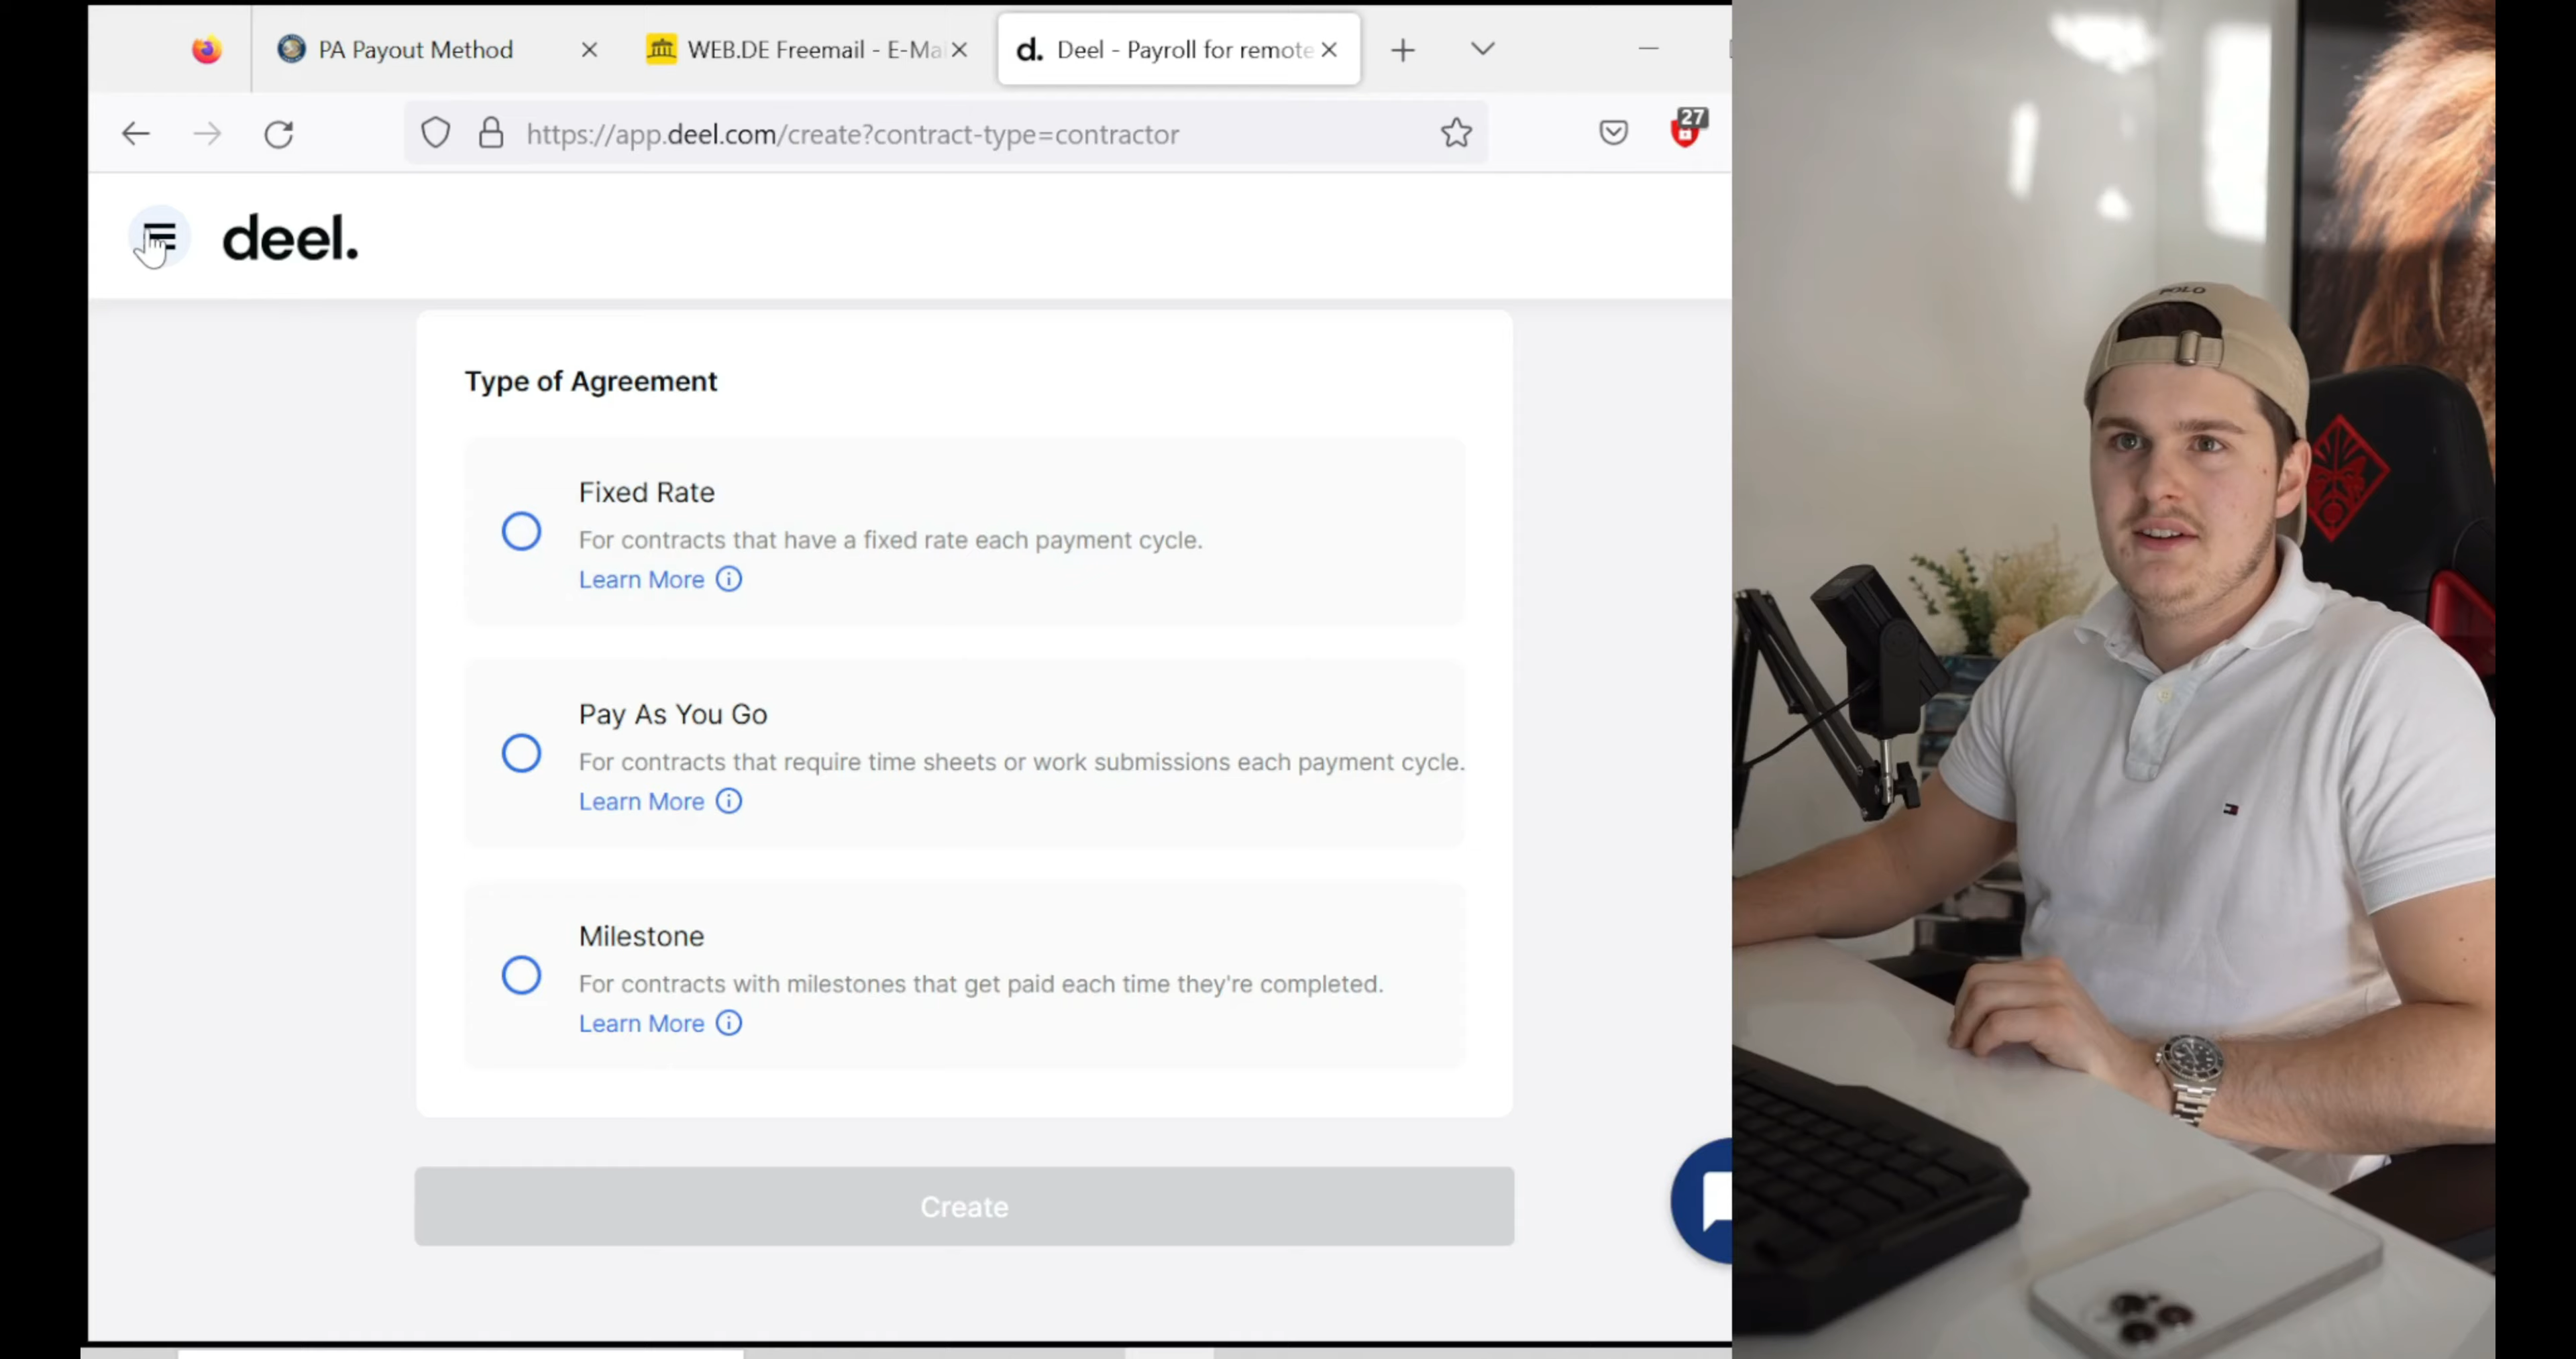 PA Payout Method
WEB.DE Freemail - E-Mai
d. Deel - Payroll for remote
https://app.deel.com/create?contract-type=contractor
27
deel.
Type of Agreement
Fixed Rate
For contracts that have a fixed rate each payment cycle.
Learn More
Pay As You Go
For contracts that require time sheets or work submissions each payment cycle.
Learn More
Milestone
For contracts with milestones that get paid each time they're completed.
Learn More
Create
POLO